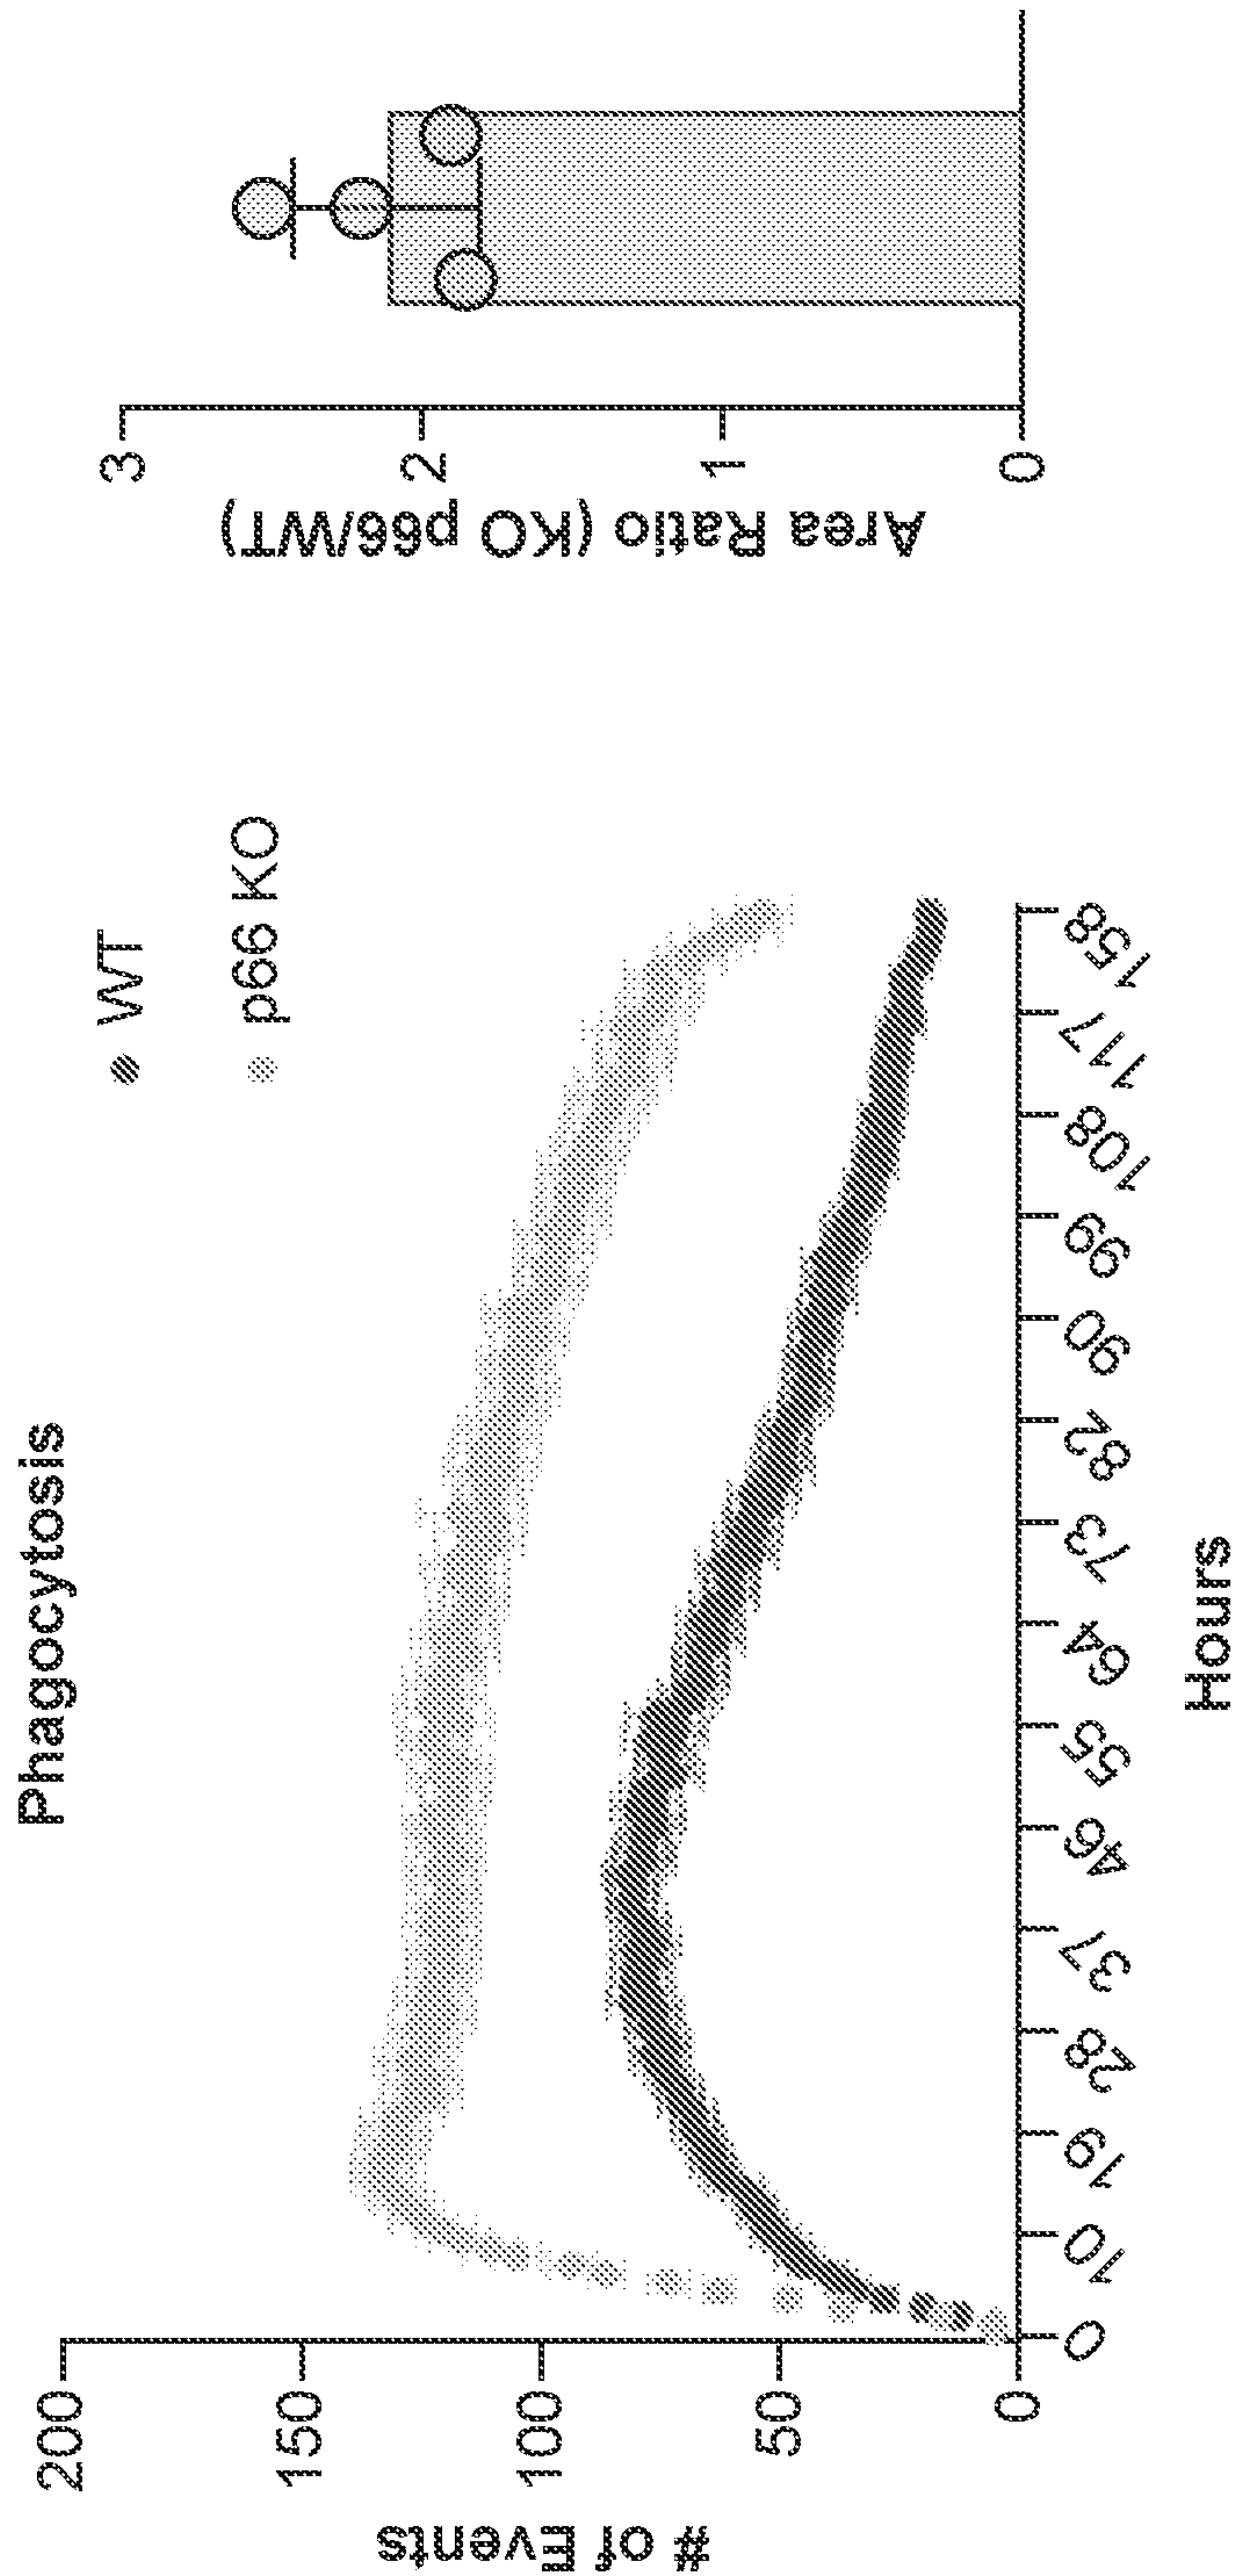 Phagocytosis
WT
p66 KO
# of Events
200
150
100
50
0
0 10 19 28 37 46 55 64 73 82 90 99 108 117 158
Hours
Area Ratio (KO p66/WT)
3
2
1
0